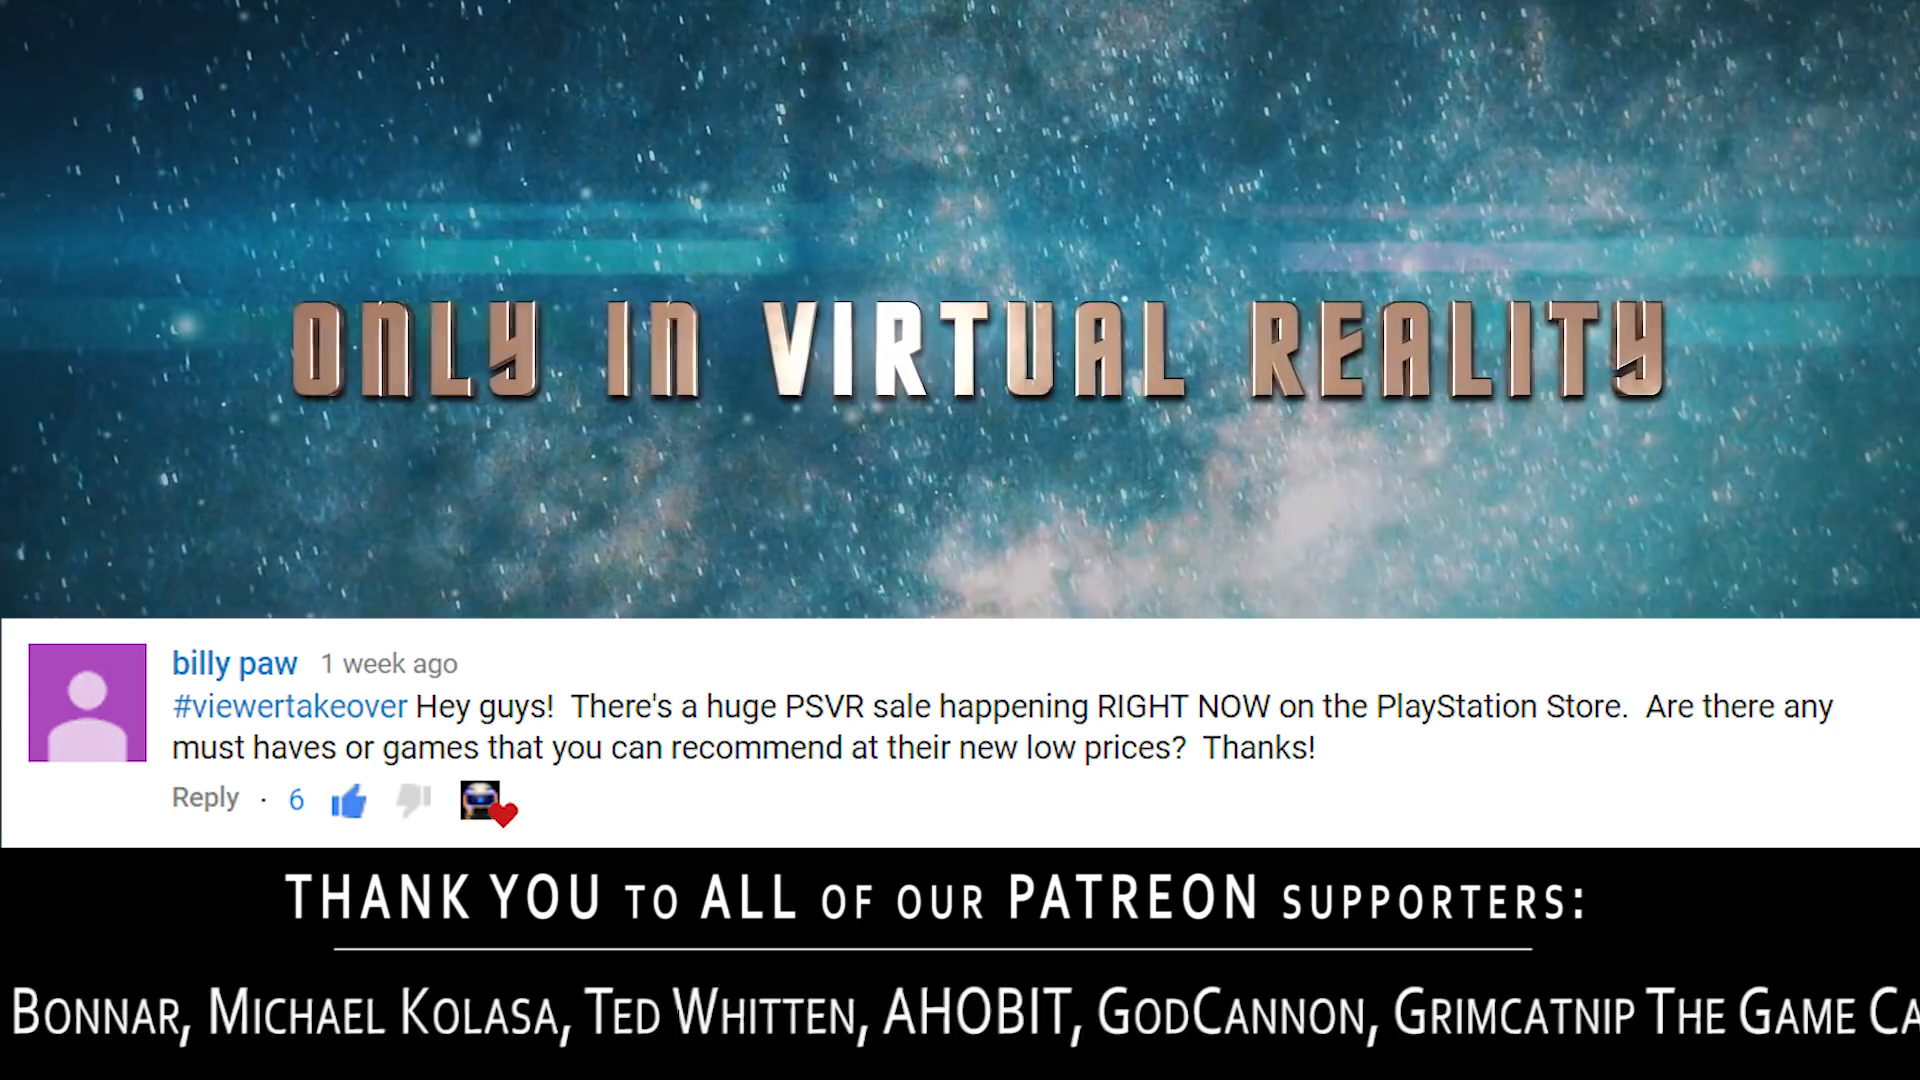 ONLY IN VIRTUAL REALITY
billy paw 1 week ago
#viewertakeover Hey guys!  There's a huge PSVR sale happening RIGHT NOW on the PlayStation Store.  Are there any
must haves or games that you can recommend at their new low prices?  Thanks!
Reply · 6
THANK YOU TO ALL OF OUR PATREON SUPPORTERS:
BONNAR, MICHAEL KOLASA, TED WHITTEN, AHOBIT, GODCANNON, GRIMCATNIP THE GAME CA